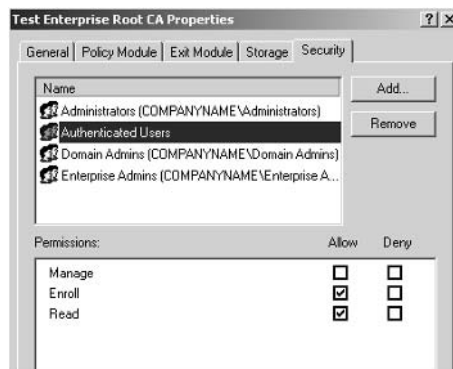 Test Enterprise Root CA Properties
General Policy Module Exit Module Storage Security
Name
Add...
Administrators (COMPANYNAME\Administrators)
Authenticated Users
Remove
Domain Admins (COMPANYNAME\Domain Admins)
Enterprise Admins (COMPANYNAME\Enterprise A...
Permissions: Allow Deny
Manage
Enroll
Read